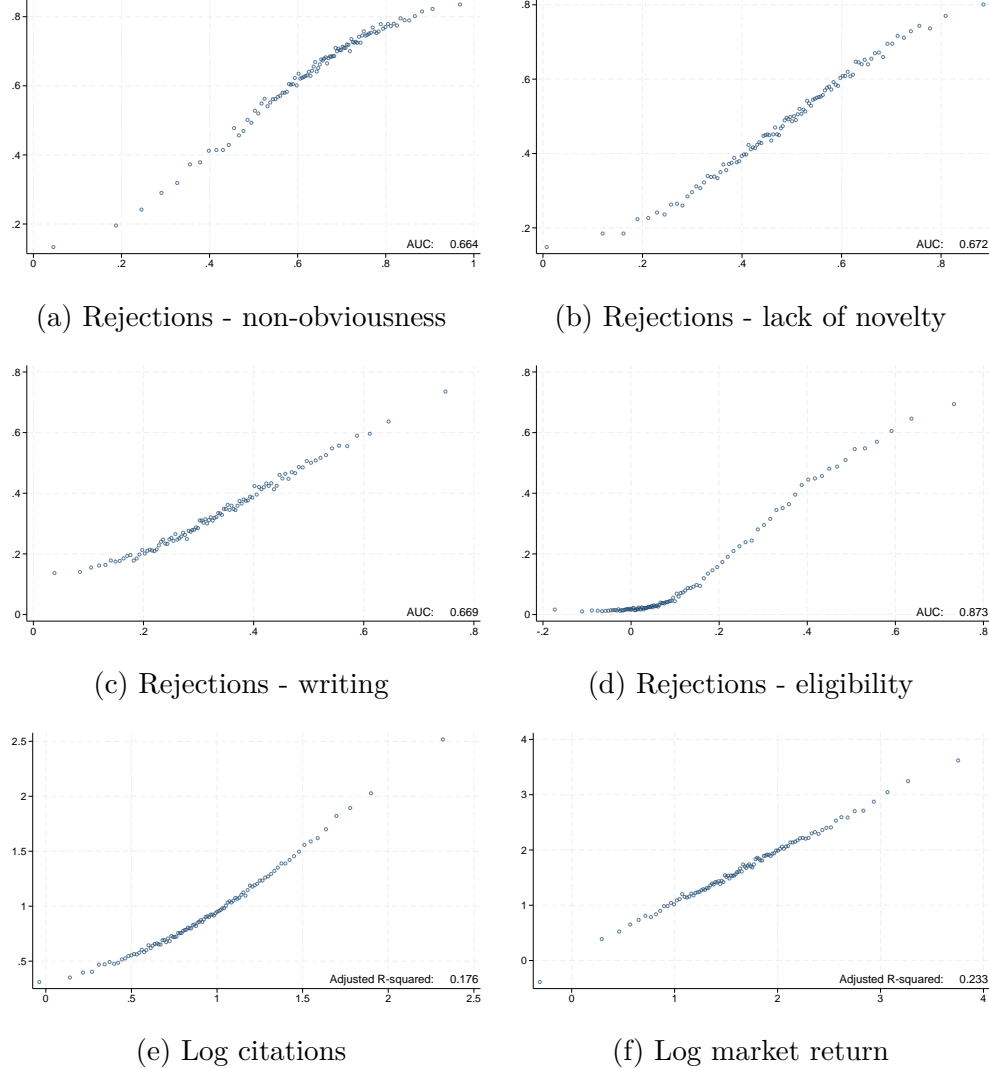 .8
.6
.4
.2
AUC: 0.664
0 .2 .4 .6 .8 1
(a) Rejections - non-obviousness
.8
.6
.4
.2
AUC: 0.672
0 .2 .4 .6 .8
(b) Rejections - lack of novelty
.8
.6
.4
.2
0
AUC: 0.669
0 .2 .4 .6 .8
(c) Rejections - writing
.8
.6
.4
.2
0
AUC: 0.873
-.2 0 .2 .4 .6 .8
(d) Rejections - eligibility
2.5
2
1.5
1
.5
Adjusted R-squared: 0.176
0 .5 1 1.5 2 2.5
(e) Log citations
4
3
2
1
0
Adjusted R-squared: 0.233
0 1 2 3 4
(f) Log market return